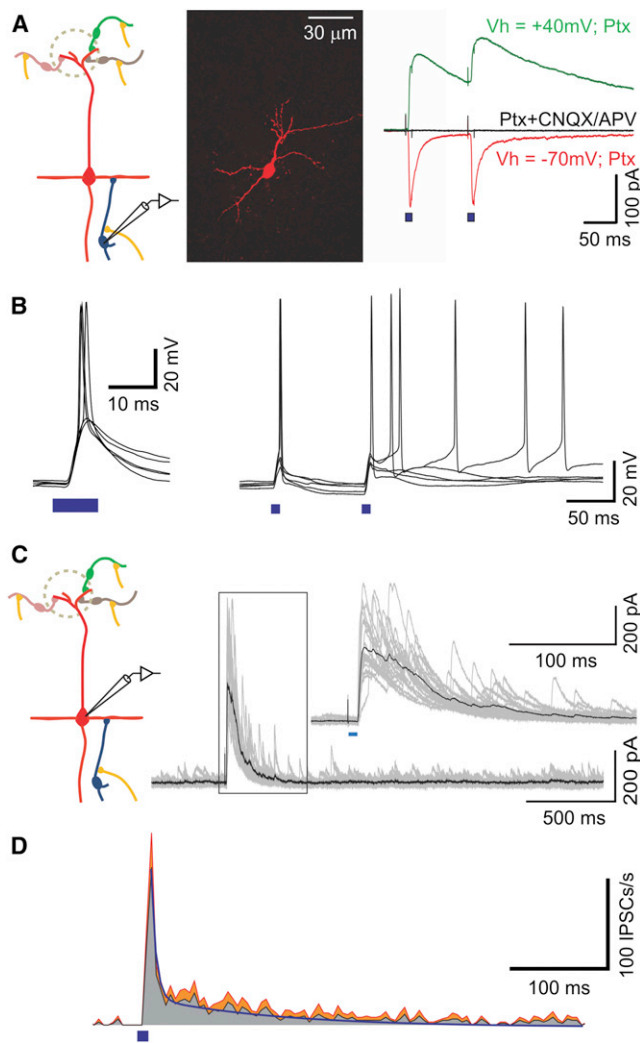 A
30 μm
Vh = +40mV; Ptx
Ptx+CNQX/APV
Vh = -70mV; Ptx
100 pA
50 ms
B
20 mV
10 ms
20 mV
50 ms
C
200 pA
100 ms
200 pA
500 ms
D
100 IPSCs/s
100 ms